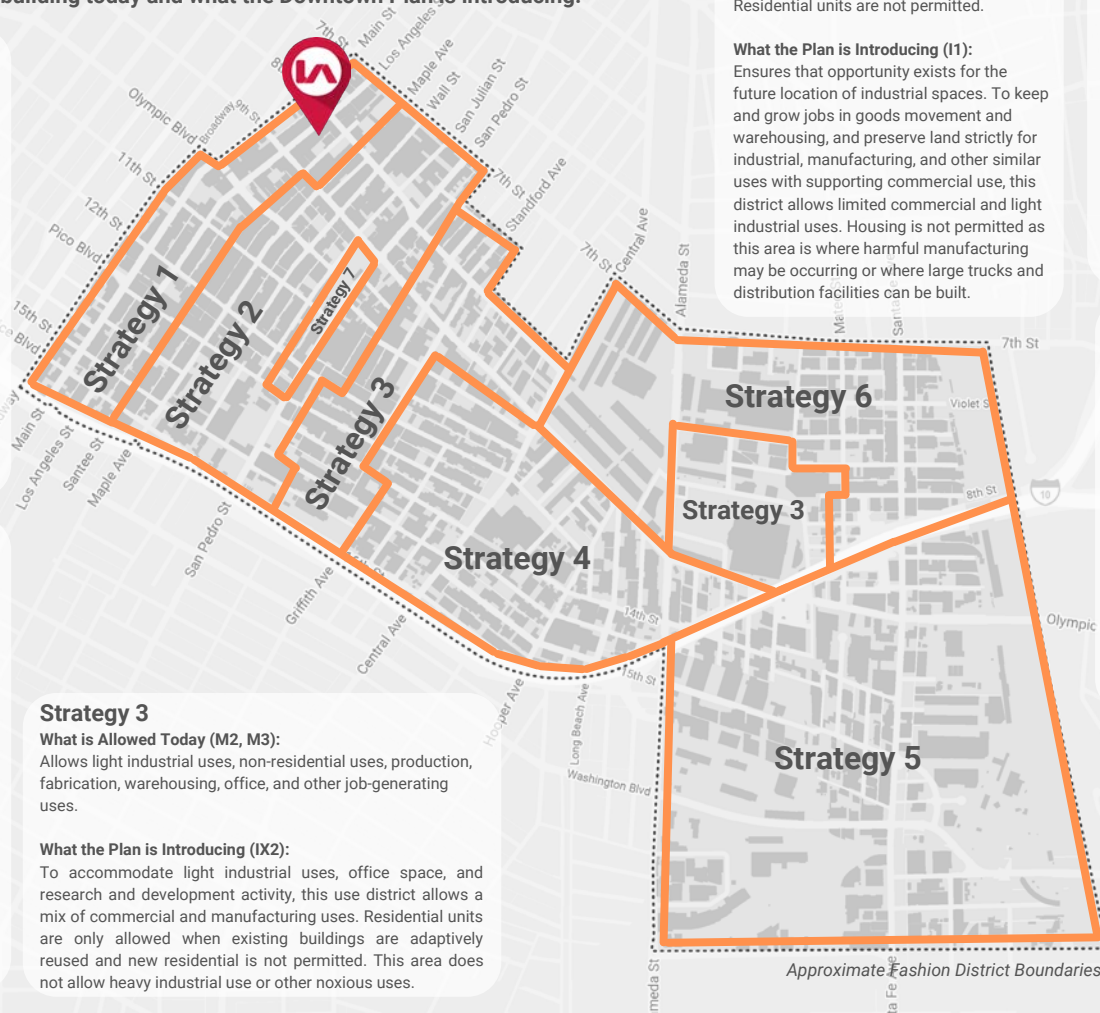 building today and what the Downtown Plan is introducing.
Residential units are not permitted.
What the Plan is Introducing (I1):
Ensures that opportunity exists for the
future location of industrial spaces. To keep
and grow jobs in goods movement and
warehousing, and preserve land strictly for
industrial, manufacturing, and other similar
uses with supporting commercial use, this
district allows limited commercial and light
industrial uses. Housing is not permitted as
this area is where harmful manufacturing
may be occurring or where large trucks and
distribution facilities can be built.
7th St
Main St
Los Angeles
Maple Ave
Wall St
San Julian St
San Pedro St
7th St
Standford Ave
7th St
Central Ave
Alameda St
7th St
Olympic Blvd
Broadway
9th St
11th St
12th St
Pico Blvd
15th St
Blvd
Main St
Los Angeles St
Santee St
Maple Ave
San Pedro St
Griffith Ave
Central Ave
Hooper Ave
Long Beach Ave
14th St
15th St
Washington Blvd
Violet S
8th St
10
Olympic
Strategy 1
Strategy 2
Strategy 7
Strategy 3
Strategy 4
Strategy 6
Strategy 3
Strategy 5
Strategy 3
What is Allowed Today (M2, M3):
Allows light industrial uses, non-residential uses, production,
fabrication, warehousing, office, and other job-generating
uses.
What the Plan is Introducing (IX2):
To accommodate light industrial uses, office space, and
research and development activity, this use district allows a
mix of commercial and manufacturing uses. Residential units
are only allowed when existing buildings are adaptively
reused and new residential is not permitted. This area does
not allow heavy industrial use or other noxious uses.
meda St
ta Fe Ave
Approximate Fashion District Boundaries